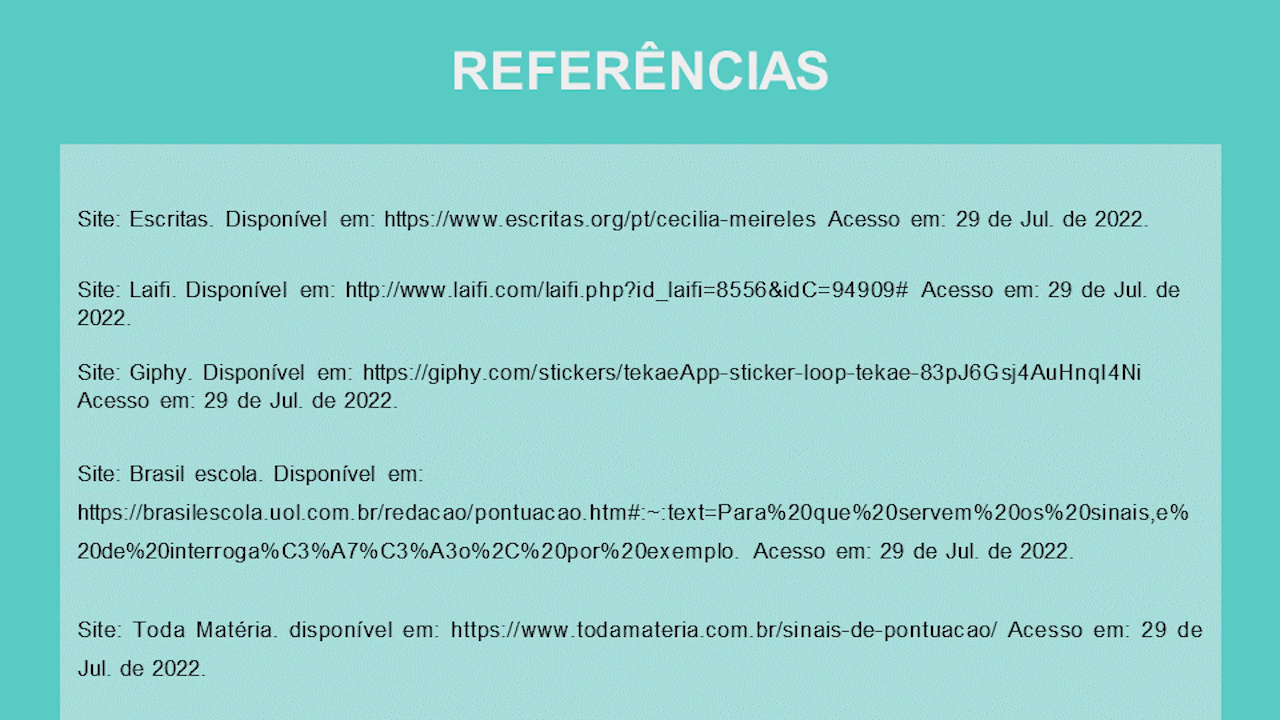 REFERÊNCIAS
Site: Escritas. Disponível em: https://www.escritas.org/pt/cecilia-meireles Acesso em: 29 de Jul. de 2022.
Site: Laifi. Disponível em: http://www.laifi.com/laifi.php?id_laifi=8556&idC=94909# Acesso em: 29 de Jul. de
2022.
Site: Giphy. Disponível em: https://giphy.com/stickers/tekaeApp-sticker-loop-tekae-83pJ6Gsj4AuHnqI4Ni
Acesso em: 29 de Jul. de 2022.
Site: Brasil escola. Disponível em:
https://brasilescola.uol.com.br/redacao/pontuacao.htm#:~:text=Para%20que%20servem%20os%20sinais,e%
20de%20interroga%C3%A7%C3%A3o%2C%20por%20exemplo. Acesso em: 29 de Jul. de 2022.
Site: Toda Matéria. disponível em: https://www.todamateria.com.br/sinais-de-pontuacao/ Acesso em: 29 de
Jul. de 2022.